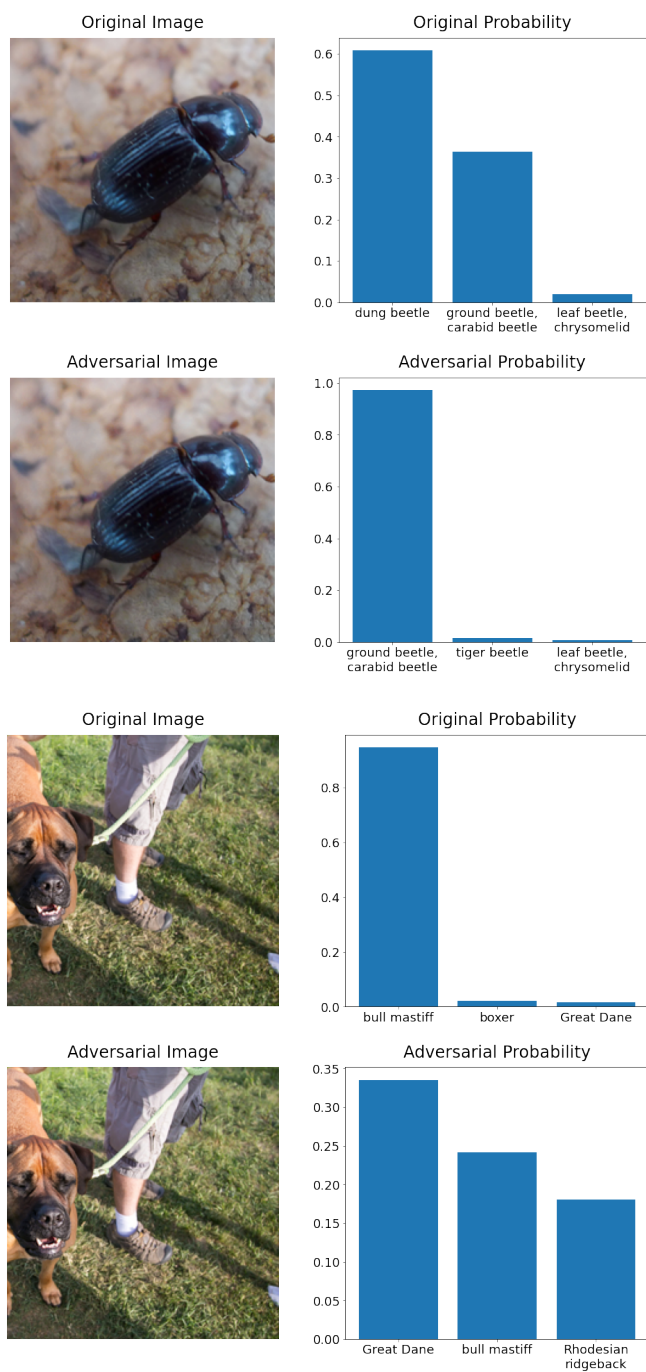 Original Image
Original Probability
0.6
0.5
0.4
0.3
0.2
0.1
0.0
dung beetle
ground beetle,
carabid beetle
leaf beetle,
chrysomelid
Adversarial Image
Adversarial Probability
1.0
0.8
0.6
0.4
0.2
0.0
ground beetle,
carabid beetle
tiger beetle
leaf beetle,
chrysomelid
Original Image
Original Probability
0.8
0.6
0.4
0.2
0.0
bull mastiff
boxer
Great Dane
Adversarial Image
Adversarial Probability
0.35
0.30
0.25
0.20
0.15
0.10
0.05
0.00
Great Dane
bull mastiff
Rhodesian
ridgeback